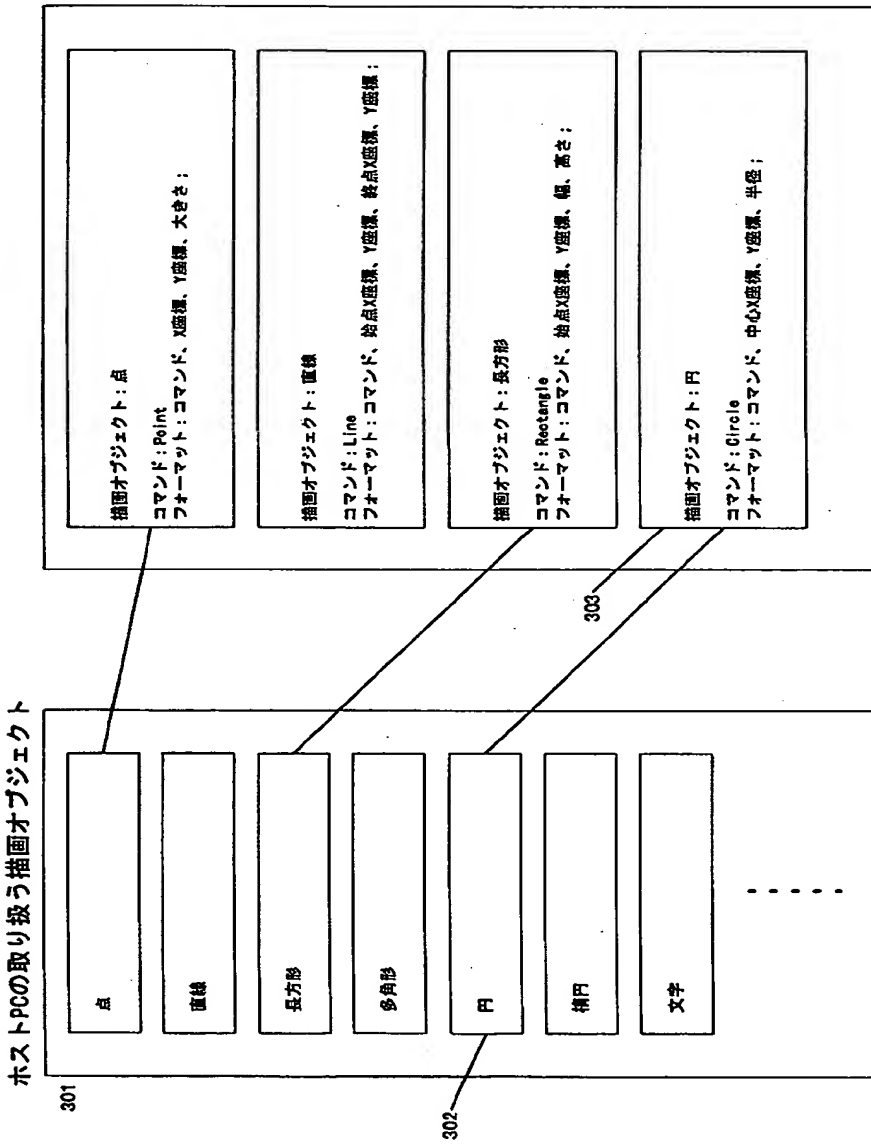 ホストPCの取り扱う描画オブジェクト
301
点
直線
長方形
多角形
円
302
楕円
文字
・・・・・
描画オブジェクト：点
コマンド：Point
フォーマット：コマンド、X座標、Y座標、大きさ；
描画オブジェクト：直線
コマンド：Line
フォーマット：コマンド、始点X座標、Y座標、終点X座標、Y座標；
描画オブジェクト：長方形
コマンド：Rectangle
フォーマット：コマンド、始点X座標、Y座標、幅、高さ；
303
描画オブジェクト：円
コマンド：Circle
フォーマット：コマンド、中心X座標、Y座標、半径；